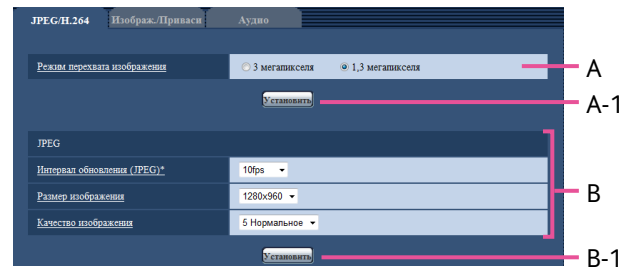 JPEG/H.264 Изображ./Приваси Аудио
Режим перехвата изображения 3 мегапикселя 1,3 мегапикселя A
Установить A-1
JPEG
Интервал обновления (JPEG)* 10fps
Размер изображения 1280x960 B
Качество изображения 5 Нормальное
Установить B-1